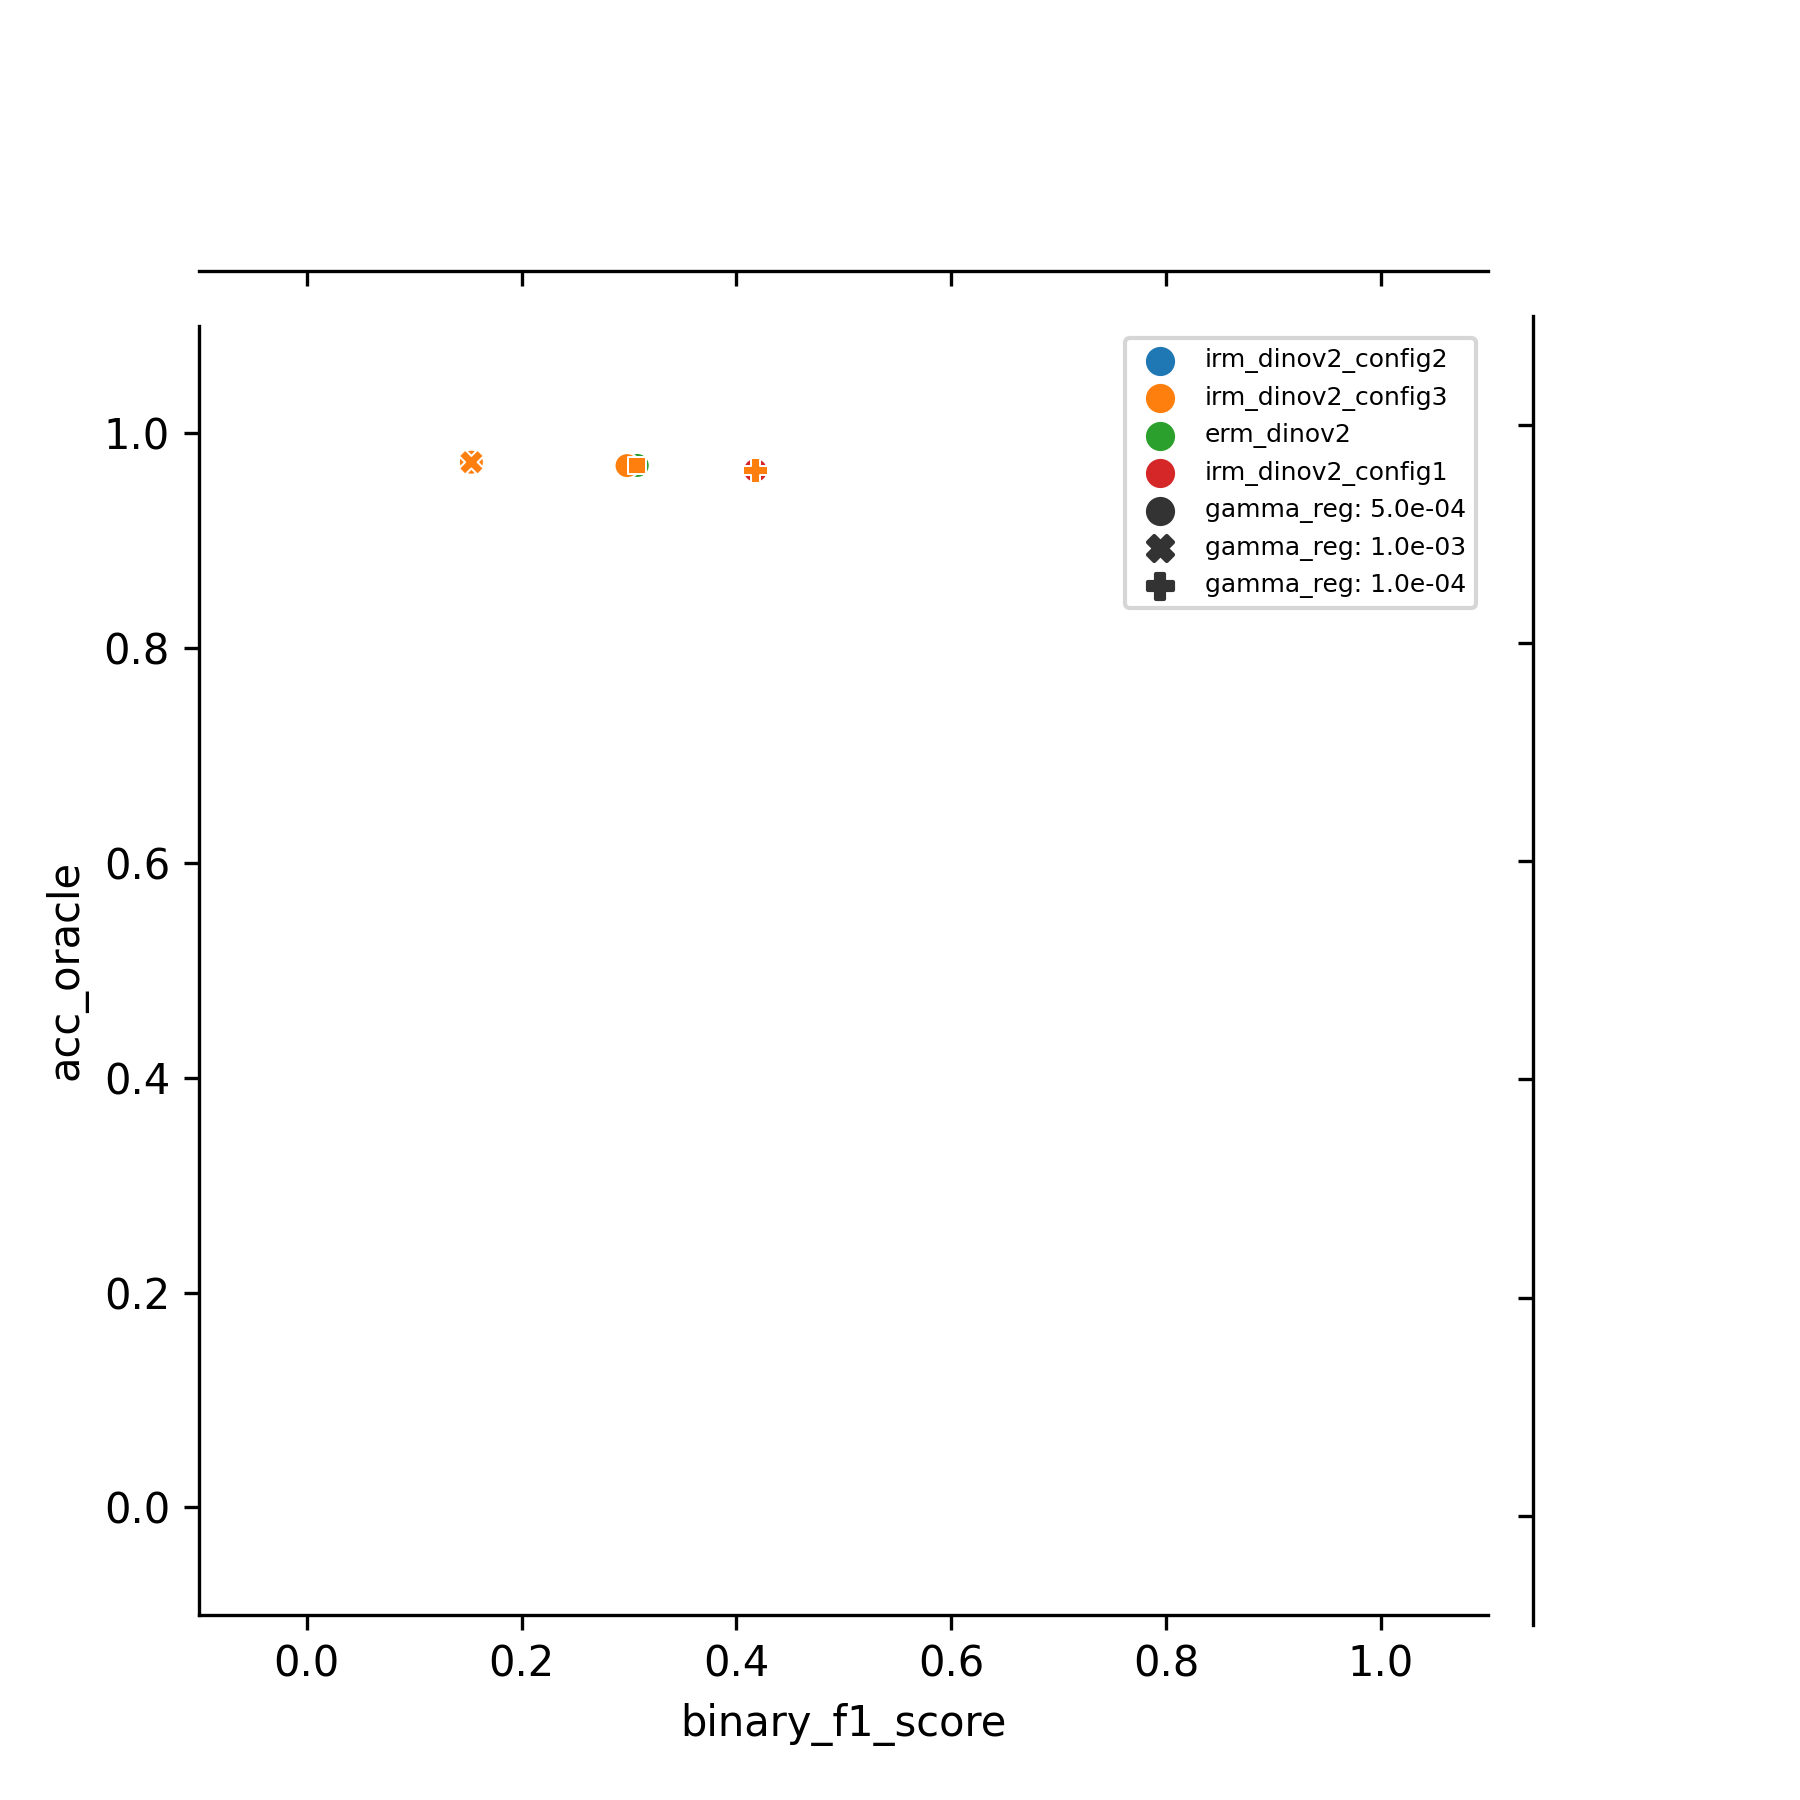 irm_dinov2_config2
irm_dinov2_config3
erm_dinov2
irm_dinov2_config1
gamma_reg: 5.0e-04
gamma_reg: 1.0e-03
gamma_reg: 1.0e-04
1.0
0.8
0.6
0.4
0.2
0.0
acc_oracle
0.0 0.2 0.4 0.6 0.8 1.0
binary_f1_score